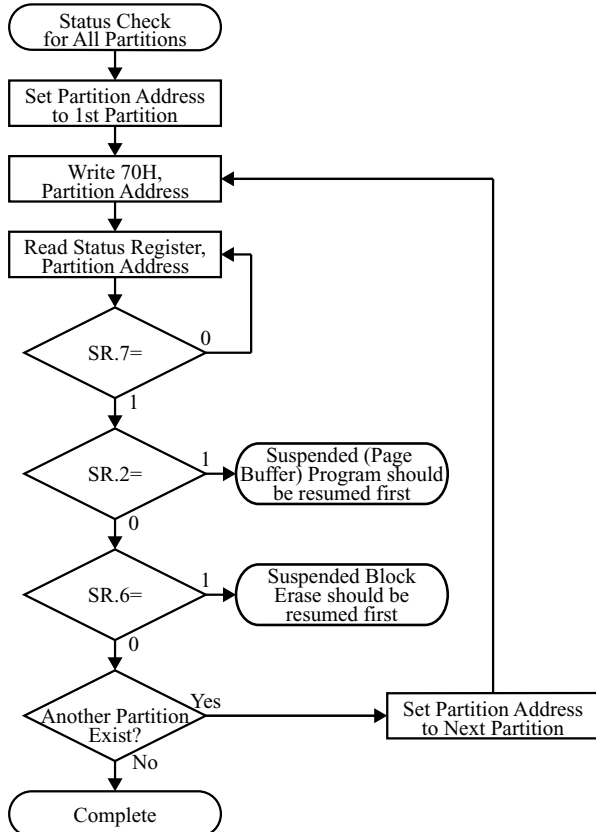 Status Check
for All Partitions
Set Partition Address
to 1st Partition
Write 70H,
Partition Address
Read Status Register,
Partition Address
SR.7=
0
1
SR.2=
1
Suspended (Page
Buffer) Program should
be resumed first
0
SR.6=
1
Suspended Block
Erase should be
resumed first
0
Another Partition
Exist?
Yes
Set Partition Address
to Next Partition
No
Complete